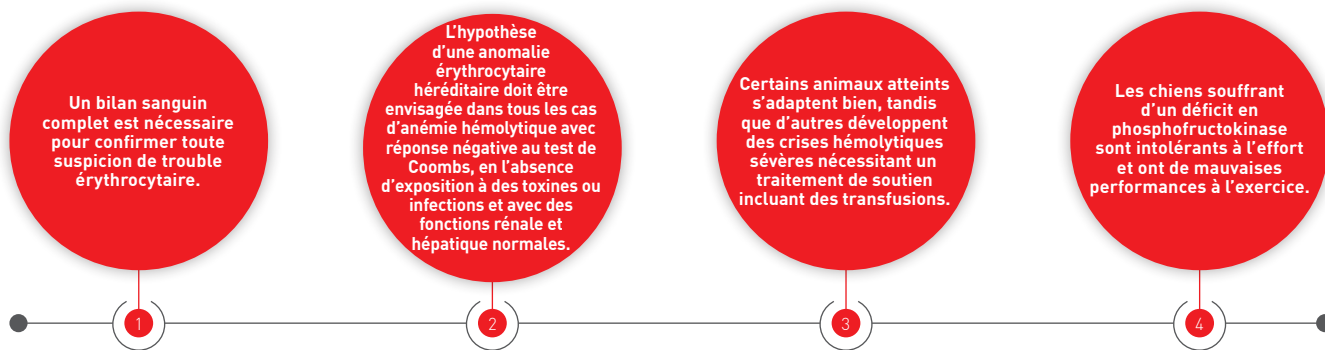 Un bilan sanguin
complet est nécessaire
pour confirmer toute
suspicion de trouble
érythrocytaire.
L’hypothèse
d’une anomalie
érythrocytaire
héréditaire doit être
envisagée dans tous les cas
d’anémie hémolytique avec
réponse négative au test de
Coombs, en l’absence
d’exposition à des toxines ou
infections et avec des
fonctions rénale et
hépatique normales.
Certains animaux atteints
s’adaptent bien, tandis
que d’autres développent
des crises hémolytiques
sévères nécessitant un
traitement de soutien
incluant des transfusions.
Les chiens souffrant
d’un déficit en
phosphofructokinase
sont intolérants à l’effort
et ont de mauvaises
performances à l’exercice.
1
2
3
4